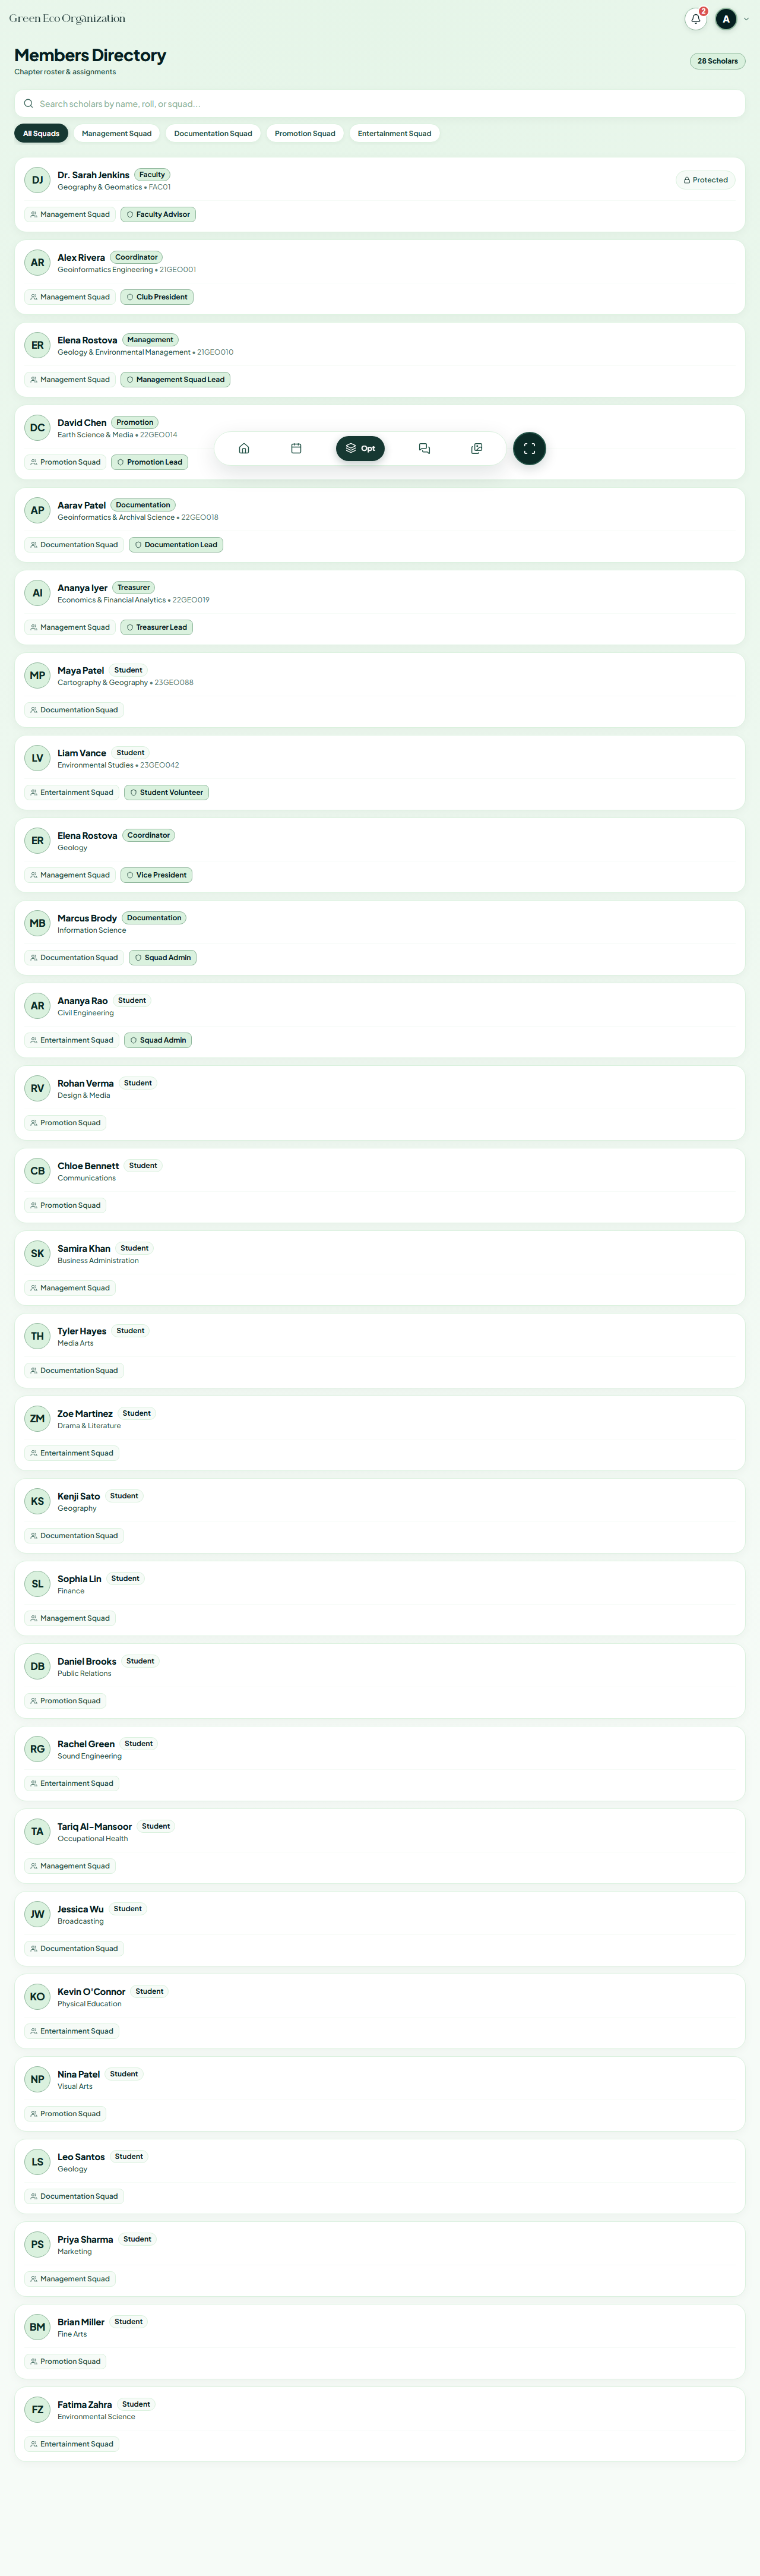 Green Eco Organization
2
A
Members Directory
28 Scholars
Chapter roster & assignments
Search scholars by name, roll, or squad...
All Squads
Management Squad
Documentation Squad
Promotion Squad
Entertainment Squad
DJ
Dr. Sarah Jenkins
Faculty
Geography & Geomatics • FAC01
Protected
Management Squad
Faculty Advisor
AR
Alex Rivera
Coordinator
Geoinformatics Engineering • 21GEO001
Management Squad
Club President
ER
Elena Rostova
Management
Geology & Environmental Management • 21GEO010
Management Squad
Management Squad Lead
DC
David Chen
Promotion
Earth Science & Media • 22GEO014
Opt
Promotion Squad
Promotion Lead
AP
Aarav Patel
Documentation
Geoinformatics & Archival Science • 22GEO018
Documentation Squad
Documentation Lead
AI
Ananya Iyer
Treasurer
Economics & Financial Analytics • 22GEO019
Management Squad
Treasurer Lead
MP
Maya Patel
Student
Cartography & Geography • 23GEO088
Documentation Squad
LV
Liam Vance
Student
Environmental Studies • 23GEO042
Entertainment Squad
Student Volunteer
ER
Elena Rostova
Coordinator
Geology
Management Squad
Vice President
MB
Marcus Brody
Documentation
Information Science
Documentation Squad
Squad Admin
AR
Ananya Rao
Student
Civil Engineering
Entertainment Squad
Squad Admin
RV
Rohan Verma
Student
Design & Media
Promotion Squad
CB
Chloe Bennett
Student
Communications
Promotion Squad
SK
Samira Khan
Student
Business Administration
Management Squad
TH
Tyler Hayes
Student
Media Arts
Documentation Squad
ZM
Zoe Martinez
Student
Drama & Literature
Entertainment Squad
KS
Kenji Sato
Student
Geography
Documentation Squad
SL
Sophia Lin
Student
Finance
Management Squad
DB
Daniel Brooks
Student
Public Relations
Promotion Squad
RG
Rachel Green
Student
Sound Engineering
Entertainment Squad
TA
Tariq Al-Mansoor
Student
Occupational Health
Management Squad
JW
Jessica Wu
Student
Broadcasting
Documentation Squad
KO
Kevin O'Connor
Student
Physical Education
Entertainment Squad
NP
Nina Patel
Student
Visual Arts
Promotion Squad
LS
Leo Santos
Student
Geology
Documentation Squad
PS
Priya Sharma
Student
Marketing
Management Squad
BM
Brian Miller
Student
Fine Arts
Promotion Squad
FZ
Fatima Zahra
Student
Environmental Science
Entertainment Squad